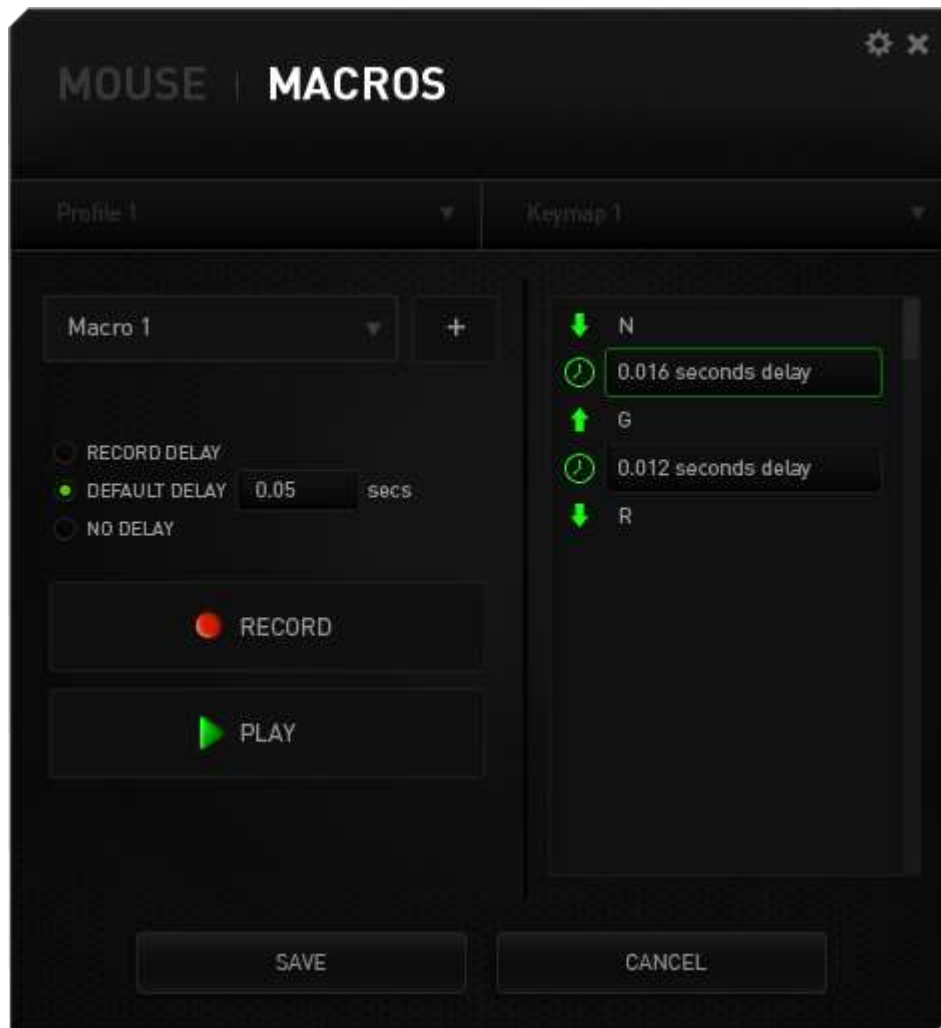 MOUSE | MACROS
Profile 1
Keymap 1
Macro 1
+
RECORD DELAY
DEFAULT DELAY 0.05 secs
NO DELAY
RECORD
PLAY
N
0.016 seconds delay
G
0.012 seconds delay
R
SAVE
CANCEL